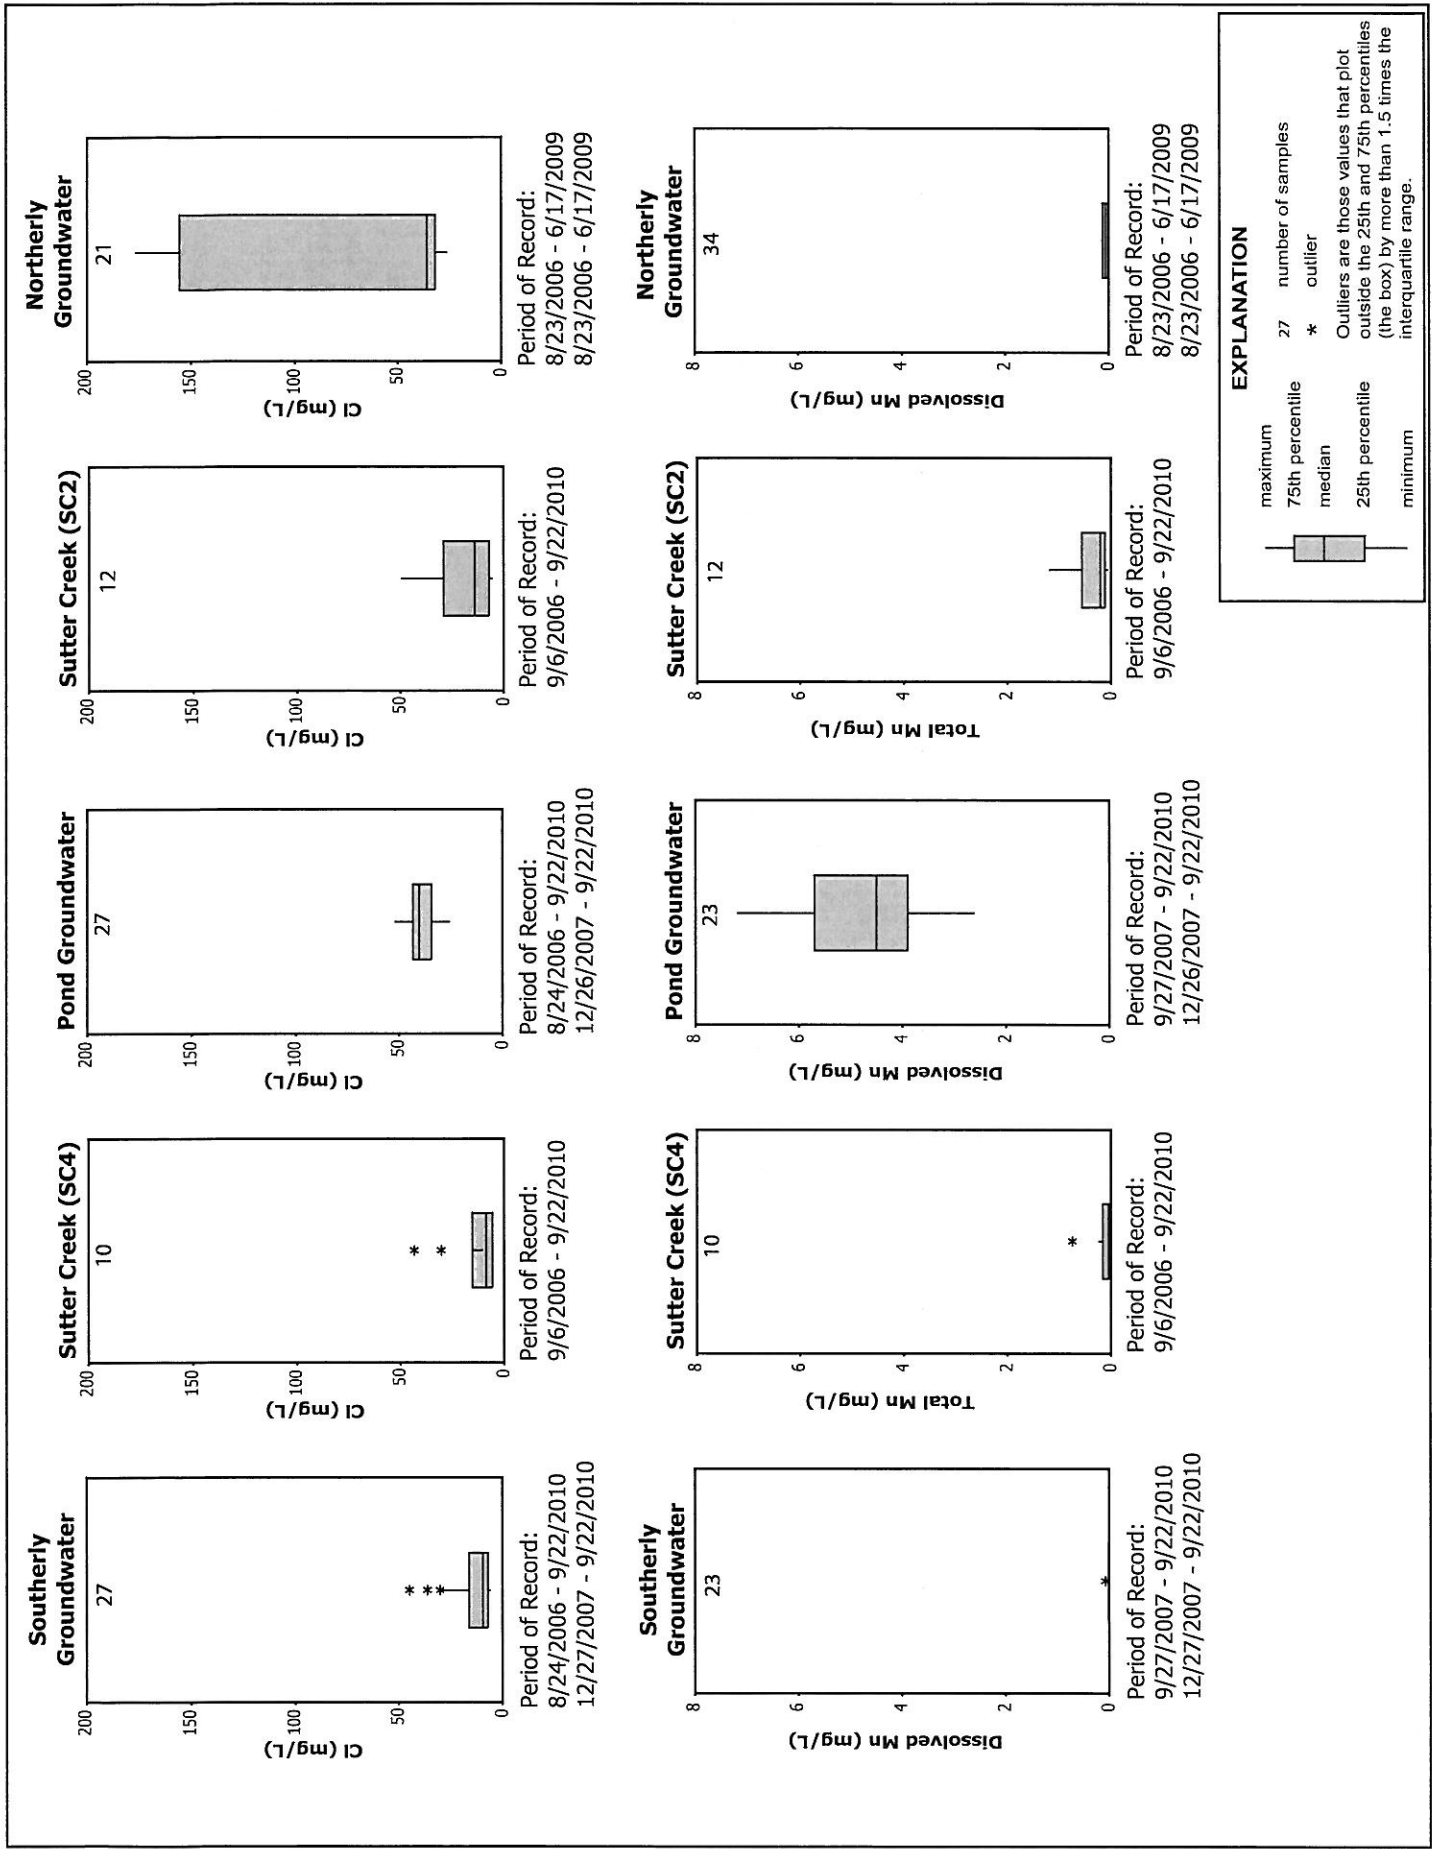 Southerly
Groundwater
200
150
100
50
0
Cl (mg/L)
27
Period of Record:
8/24/2006 - 9/22/2010
12/27/2007 - 9/22/2010
Sutter Creek (SC4)
200
150
100
50
0
Cl (mg/L)
10
Period of Record:
9/6/2006 - 9/22/2010
Pond Groundwater
200
150
100
50
0
Cl (mg/L)
27
Period of Record:
8/24/2006 - 9/22/2010
12/26/2007 - 9/22/2010
Sutter Creek (SC2)
200
150
100
50
0
Cl (mg/L)
12
Period of Record:
9/6/2006 - 9/22/2010
Northerly
Groundwater
200
150
100
50
0
Cl (mg/L)
21
Period of Record:
8/23/2006 - 6/17/2009
8/23/2006 - 6/17/2009
Southerly
Groundwater
8
6
4
2
0
Dissolved Mn (mg/L)
23
Period of Record:
9/27/2007 - 9/22/2010
12/27/2007 - 9/22/2010
Sutter Creek (SC4)
8
6
4
2
0
Total Mn (mg/L)
10
Period of Record:
9/6/2006 - 9/22/2010
Pond Groundwater
8
6
4
2
0
Dissolved Mn (mg/L)
23
Period of Record:
9/27/2007 - 9/22/2010
12/26/2007 - 9/22/2010
Sutter Creek (SC2)
8
6
4
2
0
Total Mn (mg/L)
12
Period of Record:
9/6/2006 - 9/22/2010
Northerly
Groundwater
8
6
4
2
0
Dissolved Mn (mg/L)
34
Period of Record:
8/23/2006 - 6/17/2009
8/23/2006 - 6/17/2009
EXPLANATION
maximum
75th percentile
median
25th percentile
minimum
27 number of samples
* outlier
Outliers are those values that plot
outside the 25th and 75th percentiles
(the box) by more than 1.5 times the
interquartile range.